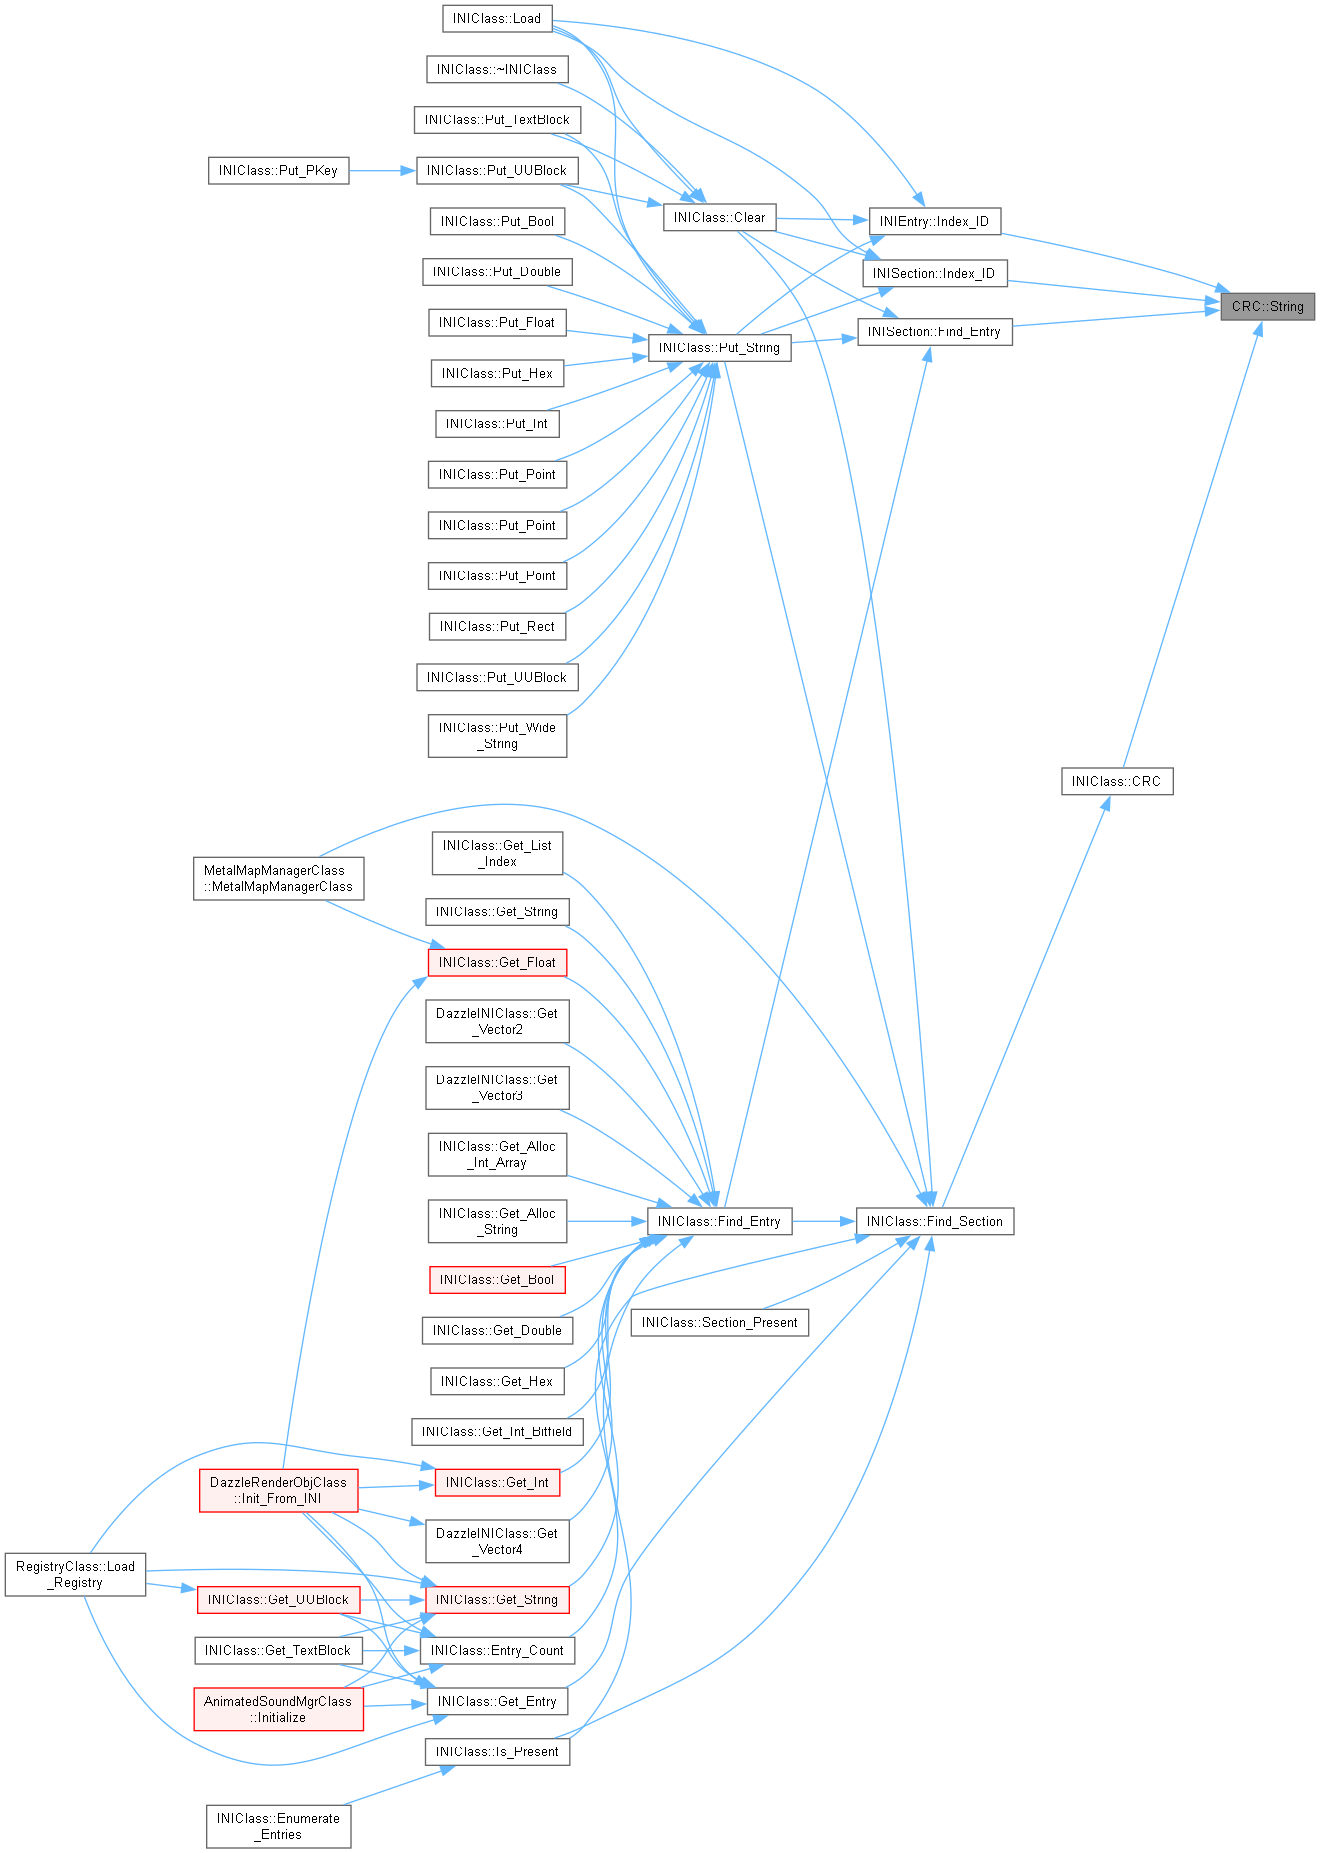 INIClass::Load
INIClass::~INIClass
INIClass::Put_TextBlock
INIClass::Put_PKey
INIClass::Put_UUBlock
INIClass::Put_Bool
INIClass::Put_Double
INIClass::Put_Float
INIClass::Put_Hex
INIClass::Put_Int
INIClass::Put_Point
INIClass::Put_Point
INIClass::Put_Point
INIClass::Put_Rect
INIClass::Put_UUBlock
INIClass::Put_Wide
_String
INIClass::Clear
INIClass::Put_String
INIEntry::Index_ID
INISection::Index_ID
INISection::Find_Entry
CRC::String
INIClass::CRC
MetalMapManagerClass
::MetalMapManagerClass
INIClass::Get_List
_Index
INIClass::Get_String
INIClass::Get_Float
DazzleINIClass::Get
_Vector2
DazzleINIClass::Get
_Vector3
INIClass::Get_Alloc
_Int_Array
INIClass::Get_Alloc
_String
INIClass::Get_Bool
INIClass::Get_Double
INIClass::Get_Hex
INIClass::Get_Int_Bitfield
INIClass::Get_Int
DazzleINIClass::Get
_Vector4
INIClass::Get_String
INIClass::Entry_Count
INIClass::Get_Entry
INIClass::Is_Present
INIClass::Find_Entry
INIClass::Find_Section
INIClass::Section_Present
DazzleRenderObjClass
::Init_From_INI
RegistryClass::Load
_Registry
INIClass::Get_UUBlock
INIClass::Get_TextBlock
AnimatedSoundMgrClass
::Initialize
INIClass::Enumerate
_Entries